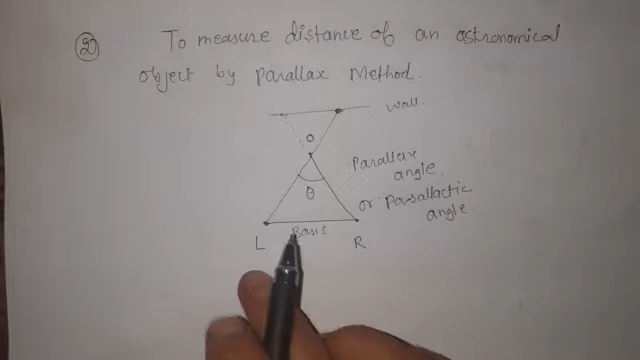 ② To measure distance of an astronomical
object by Parallax Method.
wall.
O
Parallax
angle.
θ
or Parallactic
angle.
Basis
L R